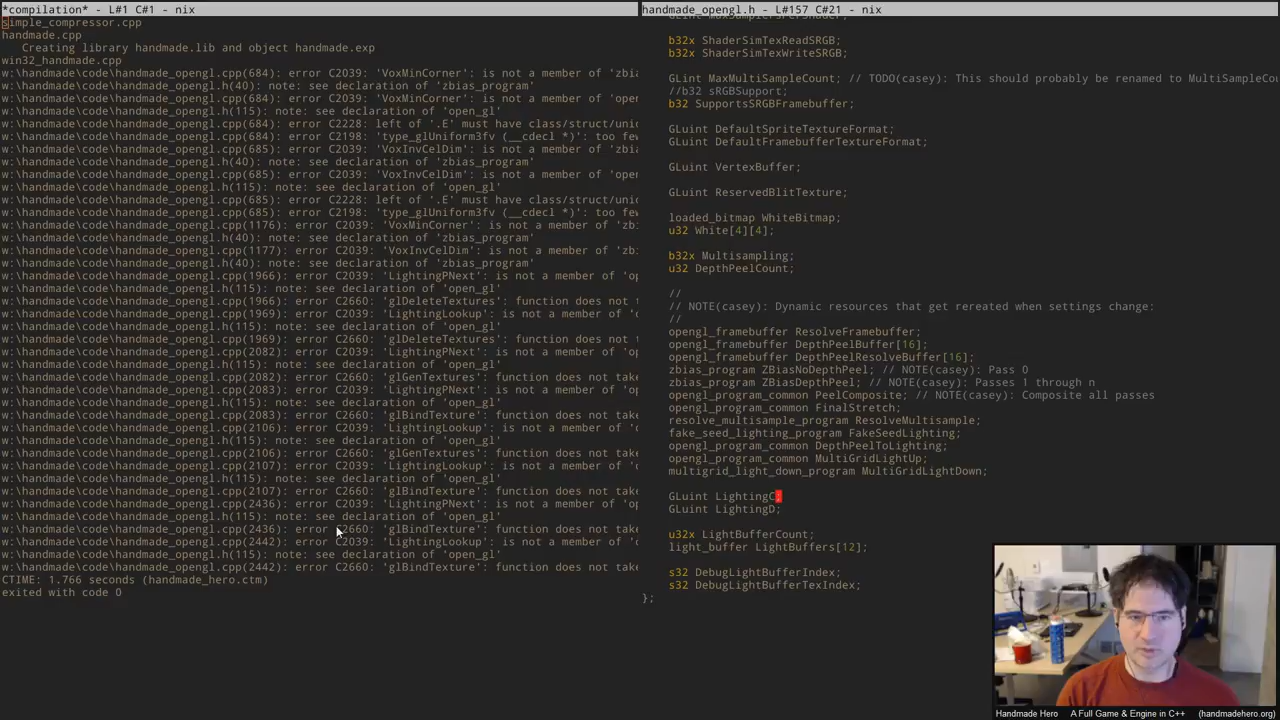 *compilation* - L#1 C#1 - nix
simple_compressor.cpp
handmade.cpp
Creating library handmade.lib and object handmade.exp
win32_handmade.cpp
w:\handmade\code\handmade_opengl.cpp(684): error C2039: 'VoxMinCorner': is not a member of 'zbias
w:\handmade\code\handmade_opengl.h(40): note: see declaration of 'zbias_program'
w:\handmade\code\handmade_opengl.cpp(684): error C2039: 'VoxMinCorner': is not a member of 'open
w:\handmade\code\handmade_opengl.h(115): note: see declaration of 'open_gl'
w:\handmade\code\handmade_opengl.cpp(684): error C2228: left of '.E' must have class/struct/unio
w:\handmade\code\handmade_opengl.cpp(684): error C2198: 'type_glUniform3fv (__cdecl *)': too few
w:\handmade\code\handmade_opengl.cpp(685): error C2039: 'VoxInvCelDim': is not a member of 'zbia
w:\handmade\code\handmade_opengl.h(40): note: see declaration of 'zbias_program'
w:\handmade\code\handmade_opengl.cpp(685): error C2039: 'VoxInvCelDim': is not a member of 'open
w:\handmade\code\handmade_opengl.h(115): note: see declaration of 'open_gl'
w:\handmade\code\handmade_opengl.cpp(685): error C2228: left of '.E' must have class/struct/unio
w:\handmade\code\handmade_opengl.cpp(685): error C2198: 'type_glUniform3fv (__cdecl *)': too few
w:\handmade\code\handmade_opengl.cpp(1176): error C2039: 'VoxMinCorner': is not a member of 'zb
w:\handmade\code\handmade_opengl.h(40): note: see declaration of 'zbias_program'
w:\handmade\code\handmade_opengl.cpp(1177): error C2039: 'VoxInvCelDim': is not a member of 'zb
w:\handmade\code\handmade_opengl.h(40): note: see declaration of 'zbias_program'
w:\handmade\code\handmade_opengl.cpp(1966): error C2039: 'LightingPNext': is not a member of 'op
w:\handmade\code\handmade_opengl.h(115): note: see declaration of 'open_gl'
w:\handmade\code\handmade_opengl.cpp(1966): error C2660: 'glDeleteTextures': function does not t
w:\handmade\code\handmade_opengl.cpp(1969): error C2039: 'LightingLookup': is not a member of 'o
w:\handmade\code\handmade_opengl.h(115): note: see declaration of 'open_gl'
w:\handmade\code\handmade_opengl.cpp(1969): error C2660: 'glDeleteTextures': function does not t
w:\handmade\code\handmade_opengl.cpp(2082): error C2039: 'LightingPNext': is not a member of 'op
w:\handmade\code\handmade_opengl.h(115): note: see declaration of 'open_gl'
w:\handmade\code\handmade_opengl.cpp(2082): error C2660: 'glGenTextures': function does not take
w:\handmade\code\handmade_opengl.cpp(2083): error C2039: 'LightingPNext': is not a member of 'op
w:\handmade\code\handmade_opengl.h(115): note: see declaration of 'open_gl'
w:\handmade\code\handmade_opengl.cpp(2083): error C2660: 'glBindTexture': function does not take
w:\handmade\code\handmade_opengl.cpp(2106): error C2039: 'LightingLookup': is not a member of 'o
w:\handmade\code\handmade_opengl.h(115): note: see declaration of 'open_gl'
w:\handmade\code\handmade_opengl.cpp(2106): error C2660: 'glGenTextures': function does not take
w:\handmade\code\handmade_opengl.cpp(2107): error C2039: 'LightingLookup': is not a member of 'o
w:\handmade\code\handmade_opengl.h(115): note: see declaration of 'open_gl'
w:\handmade\code\handmade_opengl.cpp(2107): error C2660: 'glBindTexture': function does not take
w:\handmade\code\handmade_opengl.cpp(2436): error C2039: 'LightingPNext': is not a member of 'op
w:\handmade\code\handmade_opengl.h(115): note: see declaration of 'open_gl'
w:\handmade\code\handmade_opengl.cpp(2436): error C2660: 'glBindTexture': function does not take
w:\handmade\code\handmade_opengl.cpp(2442): error C2039: 'LightingLookup': is not a member of 'o
w:\handmade\code\handmade_opengl.h(115): note: see declaration of 'open_gl'
w:\handmade\code\handmade_opengl.cpp(2442): error C2660: 'glBindTexture': function does not take
CTIME: 1.766 seconds (handmade_hero.ctm)
exited with code 0
handmade_opengl.h - L#157 C#21 - nix
b32x ShaderSimTexReadSRGB;
b32x ShaderSimTexWriteSRGB;
GLint MaxMultiSampleCount; // TODO(casey): This should probably be renamed to MultiSampleCou
//b32 sRGBSupport;
b32 SupportsSRGBFramebuffer;
GLuint DefaultSpriteTextureFormat;
GLuint DefaultFramebufferTextureFormat;
GLuint VertexBuffer;
GLuint ReservedBlitTexture;
loaded_bitmap WhiteBitmap;
u32 White[4][4];
b32x Multisampling;
u32 DepthPeelCount;
//
// NOTE(casey): Dynamic resources that get rereated when settings change:
//
opengl_framebuffer ResolveFramebuffer;
opengl_framebuffer DepthPeelBuffer[16];
opengl_framebuffer DepthPeelResolveBuffer[16];
zbias_program ZBiasNoDepthPeel; // NOTE(casey): Pass 0
zbias_program ZBiasDepthPeel; // NOTE(casey): Passes 1 through n
opengl_program_common PeelComposite; // NOTE(casey): Composite all passes
opengl_program_common FinalStretch;
resolve_multisample_program ResolveMultisample;
fake_seed_lighting_program FakeSeedLighting;
opengl_program_common DepthPeelToLighting;
opengl_program_common MultiGridLightUp;
multigrid_light_down_program MultiGridLightDown;
GLuint LightingC;
GLuint LightingD;
u32x LightBufferCount;
light_buffer LightBuffers[12];
s32 DebugLightBufferIndex;
s32 DebugLightBufferTexIndex;
};
Handmade Hero A Full Game & Engine in C++ (handmadehero.org)